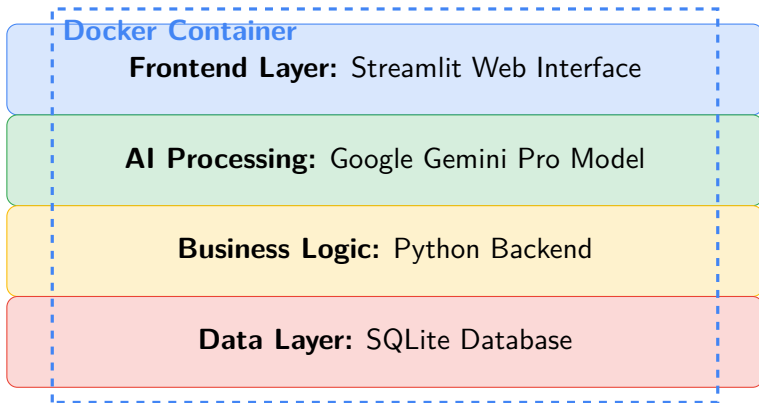 Docker Container
Frontend Layer: Streamlit Web Interface
AI Processing: Google Gemini Pro Model
Business Logic: Python Backend
Data Layer: SQLite Database